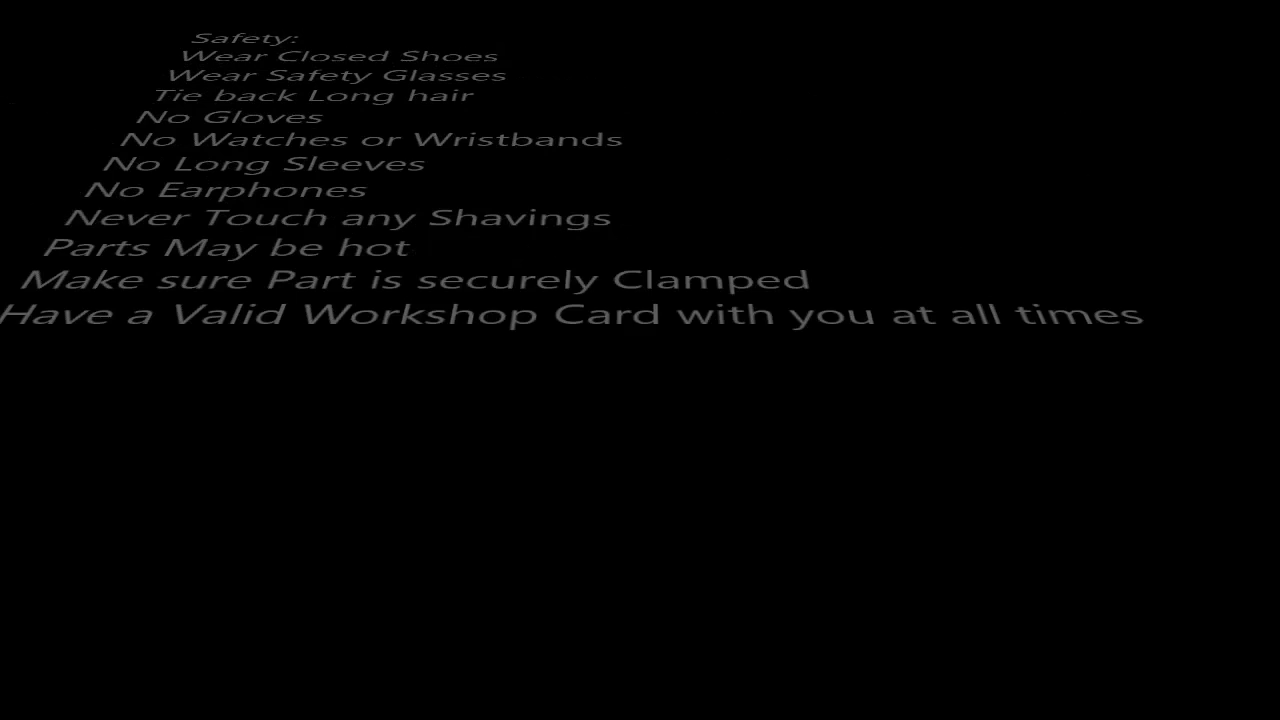 Safety:
Wear Closed Shoes
Wear Safety Glasses
Tie back Long hair
No Gloves
No Watches or Wristbands
No Long Sleeves
No Earphones
Never Touch any Shavings
Parts May be hot
Make sure Part is securely Clamped
Have a Valid Workshop Card with you at all times